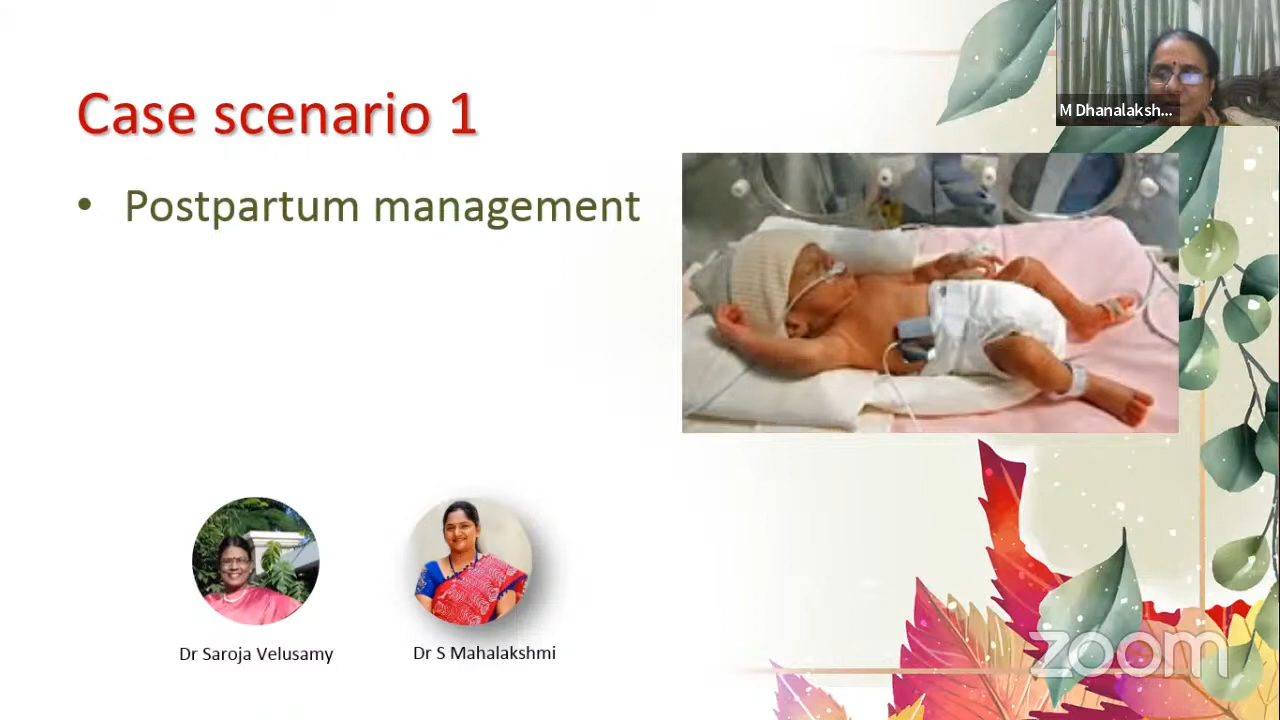 M Dhanalaksh...
Case scenario 1
• Postpartum management
Dr Saroja Velusamy
Dr S Mahalakshmi
zoom